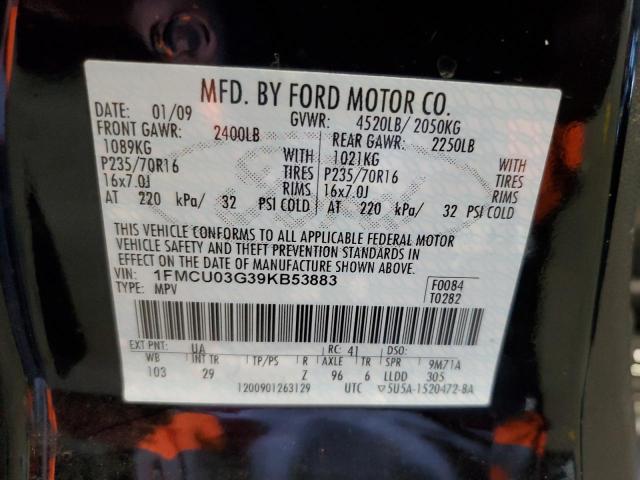 MFD. BY FORD MOTOR CO.
DATE: 01/09 GVWR: 4520LB/ 2050KG
FRONT GAWR: 2400LB REAR GAWR: 2250LB
1089KG WITH 1021KG WITH
P235/70R16 TIRES P235/70R16 TIRES
16x7.0J RIMS 16x7.0J RIMS
AT 220 kPa/ 32 PSI COLD AT 220 kPa/ 32 PSI COLD
THIS VEHICLE CONFORMS TO ALL APPLICABLE FEDERAL MOTOR
VEHICLE SAFETY AND THEFT PREVENTION STANDARDS IN
EFFECT ON THE DATE OF MANUFACTURE SHOWN ABOVE.
VIN: 1FMCU03G39KB53883 F0084
TYPE: MPV T0282
EXT PNT: UA RC: 41 DSO:
WB INT TR TP/PS R AXLE TR SPR 9M71A
103 29 Z 96 6 LLDD 305
1200901263129 UTC ▽5U5A-1520472-BA